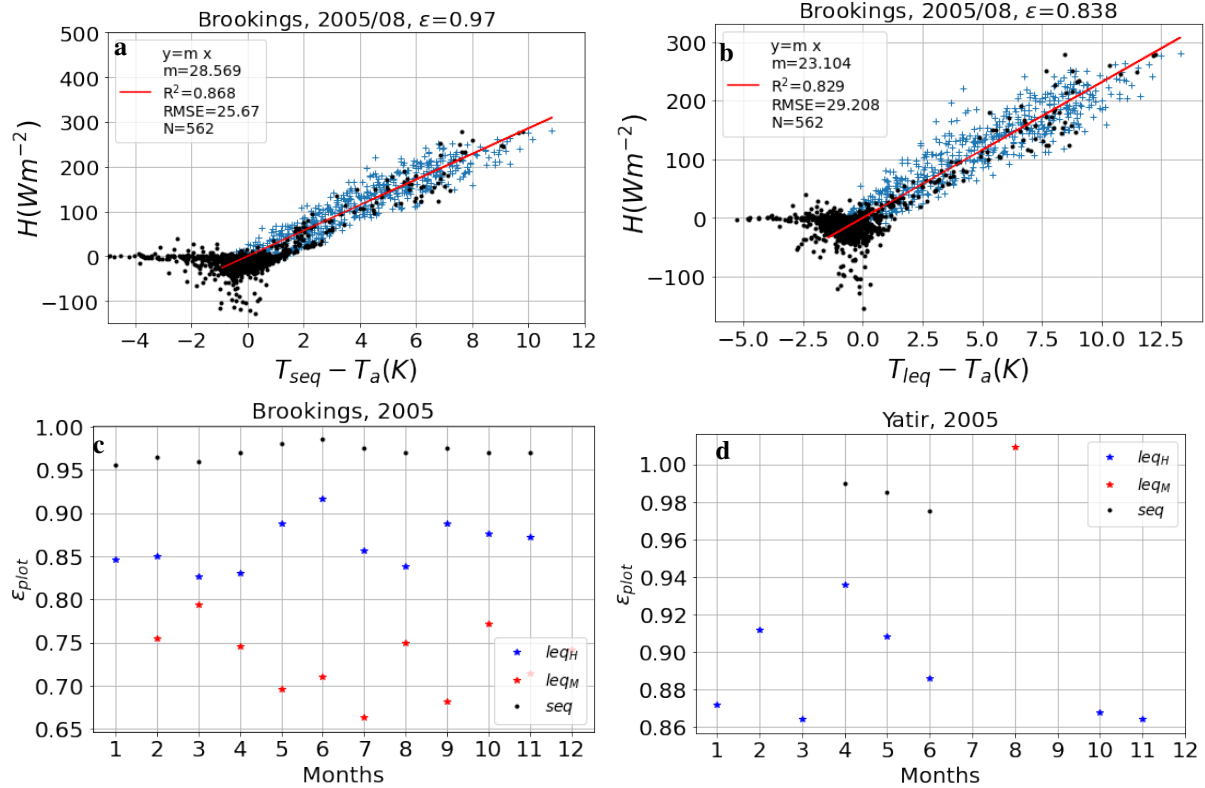 Brookings, 2005/08, ε=0.97
a
y=m x
m=28.569
R²=0.868
RMSE=25.67
N=562
500
400
300
200
100
0
−100
H(Wm⁻²)
−4 −2 0 2 4 6 8 10 12
T_seq − T_a(K)
Brookings, 2005/08, ε=0.838
b
y=m x
m=23.104
R²=0.829
RMSE=29.208
N=562
300
200
100
0
−100
H(Wm⁻²)
−5.0 −2.5 0.0 2.5 5.0 7.5 10.0 12.5
T_leq − T_a(K)
Brookings, 2005
c
1.00
0.95
0.90
0.85
0.80
0.75
0.70
0.65
ε_plot
leq_H
leq_M
seq
1 2 3 4 5 6 7 8 9 10 11 12
Months
Yatir, 2005
d
1.00
0.98
0.96
0.94
0.92
0.90
0.88
0.86
ε_plot
leq_H
leq_M
seq
1 2 3 4 5 6 7 8 9 10 11 12
Months